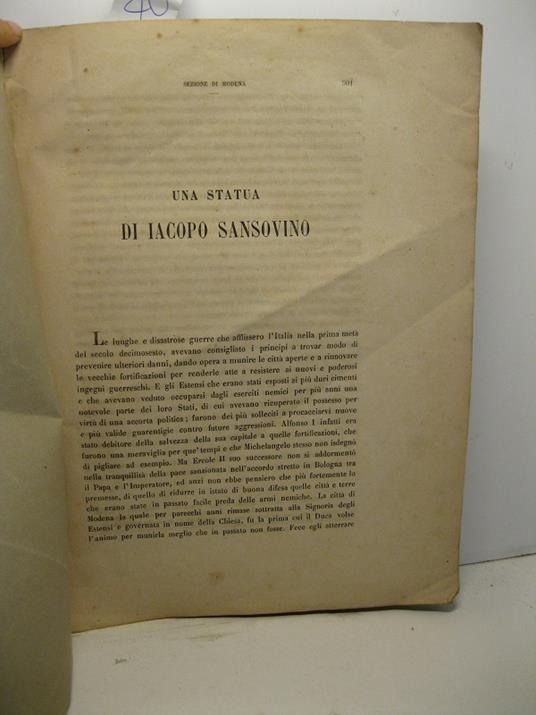 SEZIONE DI MODENA 501
UNA STATUA
DI IACOPO SANSOVINO
Le lunghe e disastrose guerre che afflissero l'Italia nella prima metà
del secolo decimosesto, avevano consigliato i principi a trovar modo di
prevenire ulteriori danni, dando opera a munire le città aperte e a rinnovare
le vecchie fortificazioni per renderle atte a resistere ai nuovi e poderosi
ingegni guerreschi. E gli Estensi che erano stati esposti ai più duri cimenti
e che avevano veduto occuparsi dagli eserciti nemici per più anni una
notevole parte dei loro Stati, di cui avevano ricuperato il possesso per
virtù di una accorta politica; furono dei più solleciti a procacciarvi nuove
e più valide guarentigie contro future aggressioni. Alfonso I infatti era
stato debitore della salvezza della sua capitale a quelle fortificazioni, che
furono una meraviglia per que' tempi e che Michelangelo stesso non isdegnò
di pigliare ad esempio. Ma Ercole II suo successore non si addormentò
nella tranquillità della pace sanzionata nell'accordo stretto in Bologna tra
il Papa e l'Imperatore, ed anzi non ebbe pensiero che più fortemente lo
premesse, di quello di ridurre in istato di buona difesa quelle città e terre
che erano state in passato facile preda delle armi nemiche. La città di
Modena la quale per parecchi anni rimase sottratta alla Signoria degli
Estensi e governata in nome della Chiesa, fu la prima cui il Duca volse
l'animo per munirla meglio che in passato non fosse. Fece egli atterrare